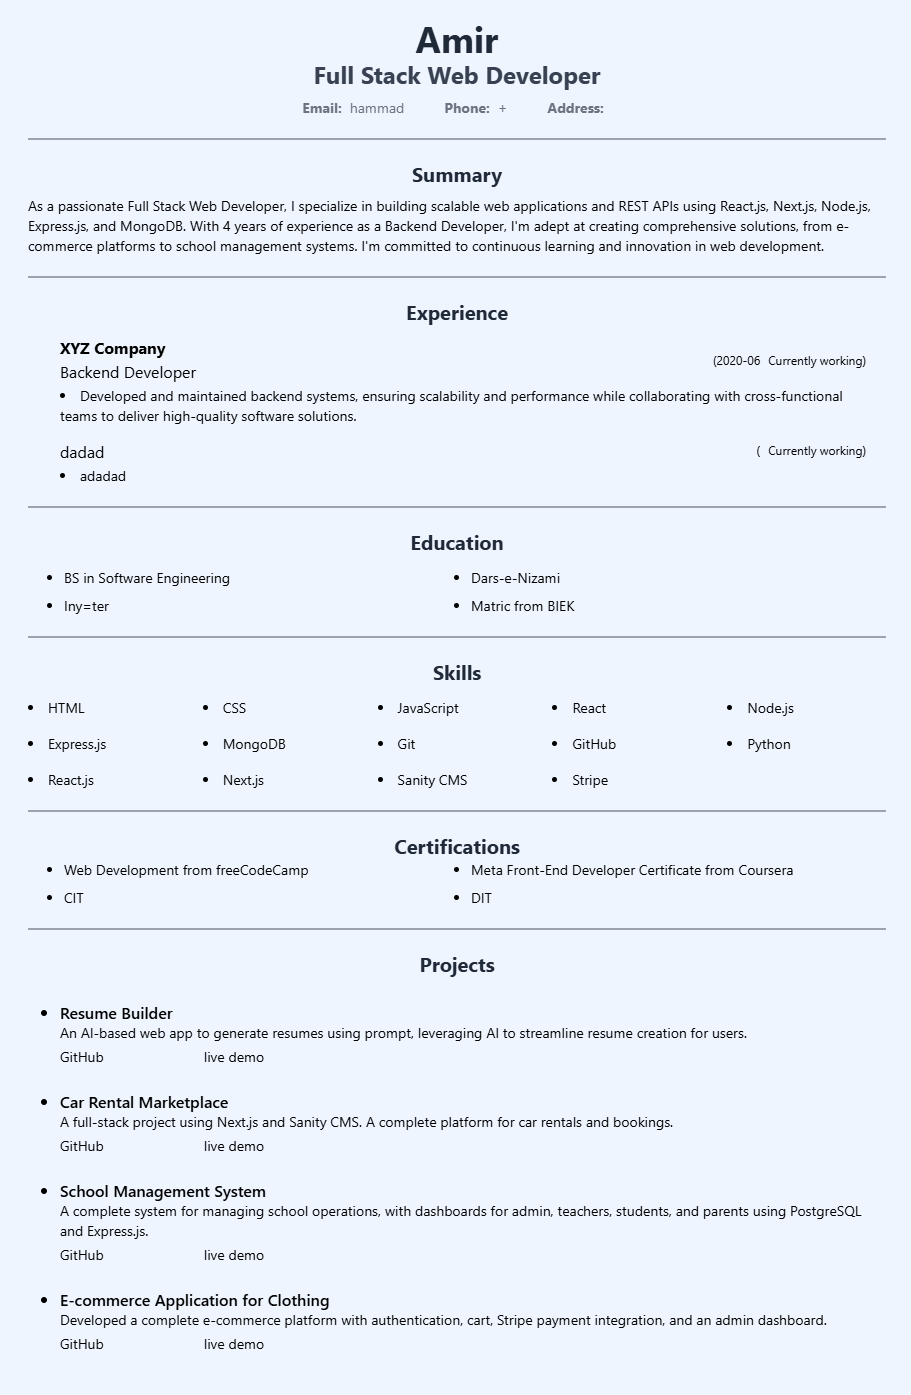 Amir
Full Stack Web Developer
Email: hammad Phone: + Address:
Summary
As a passionate Full Stack Web Developer, I specialize in building scalable web applications and REST APIs using React.js, Next.js, Node.js,
Express.js, and MongoDB. With 4 years of experience as a Backend Developer, I'm adept at creating comprehensive solutions, from e-
commerce platforms to school management systems. I'm committed to continuous learning and innovation in web development.
Experience
XYZ Company
(2020-06 Currently working)
Backend Developer
• Developed and maintained backend systems, ensuring scalability and performance while collaborating with cross-functional
teams to deliver high-quality software solutions.
dadad ( Currently working)
• adadad
Education
• BS in Software Engineering • Dars-e-Nizami
• Iny=ter • Matric from BIEK
Skills
• HTML • CSS • JavaScript • React • Node.js
• Express.js • MongoDB • Git • GitHub • Python
• React.js • Next.js • Sanity CMS • Stripe
Certifications
• Web Development from freeCodeCamp • Meta Front-End Developer Certificate from Coursera
• CIT • DIT
Projects
• Resume Builder
An AI-based web app to generate resumes using prompt, leveraging AI to streamline resume creation for users.
GitHub live demo
• Car Rental Marketplace
A full-stack project using Next.js and Sanity CMS. A complete platform for car rentals and bookings.
GitHub live demo
• School Management System
A complete system for managing school operations, with dashboards for admin, teachers, students, and parents using PostgreSQL
and Express.js.
GitHub live demo
• E-commerce Application for Clothing
Developed a complete e-commerce platform with authentication, cart, Stripe payment integration, and an admin dashboard.
GitHub live demo